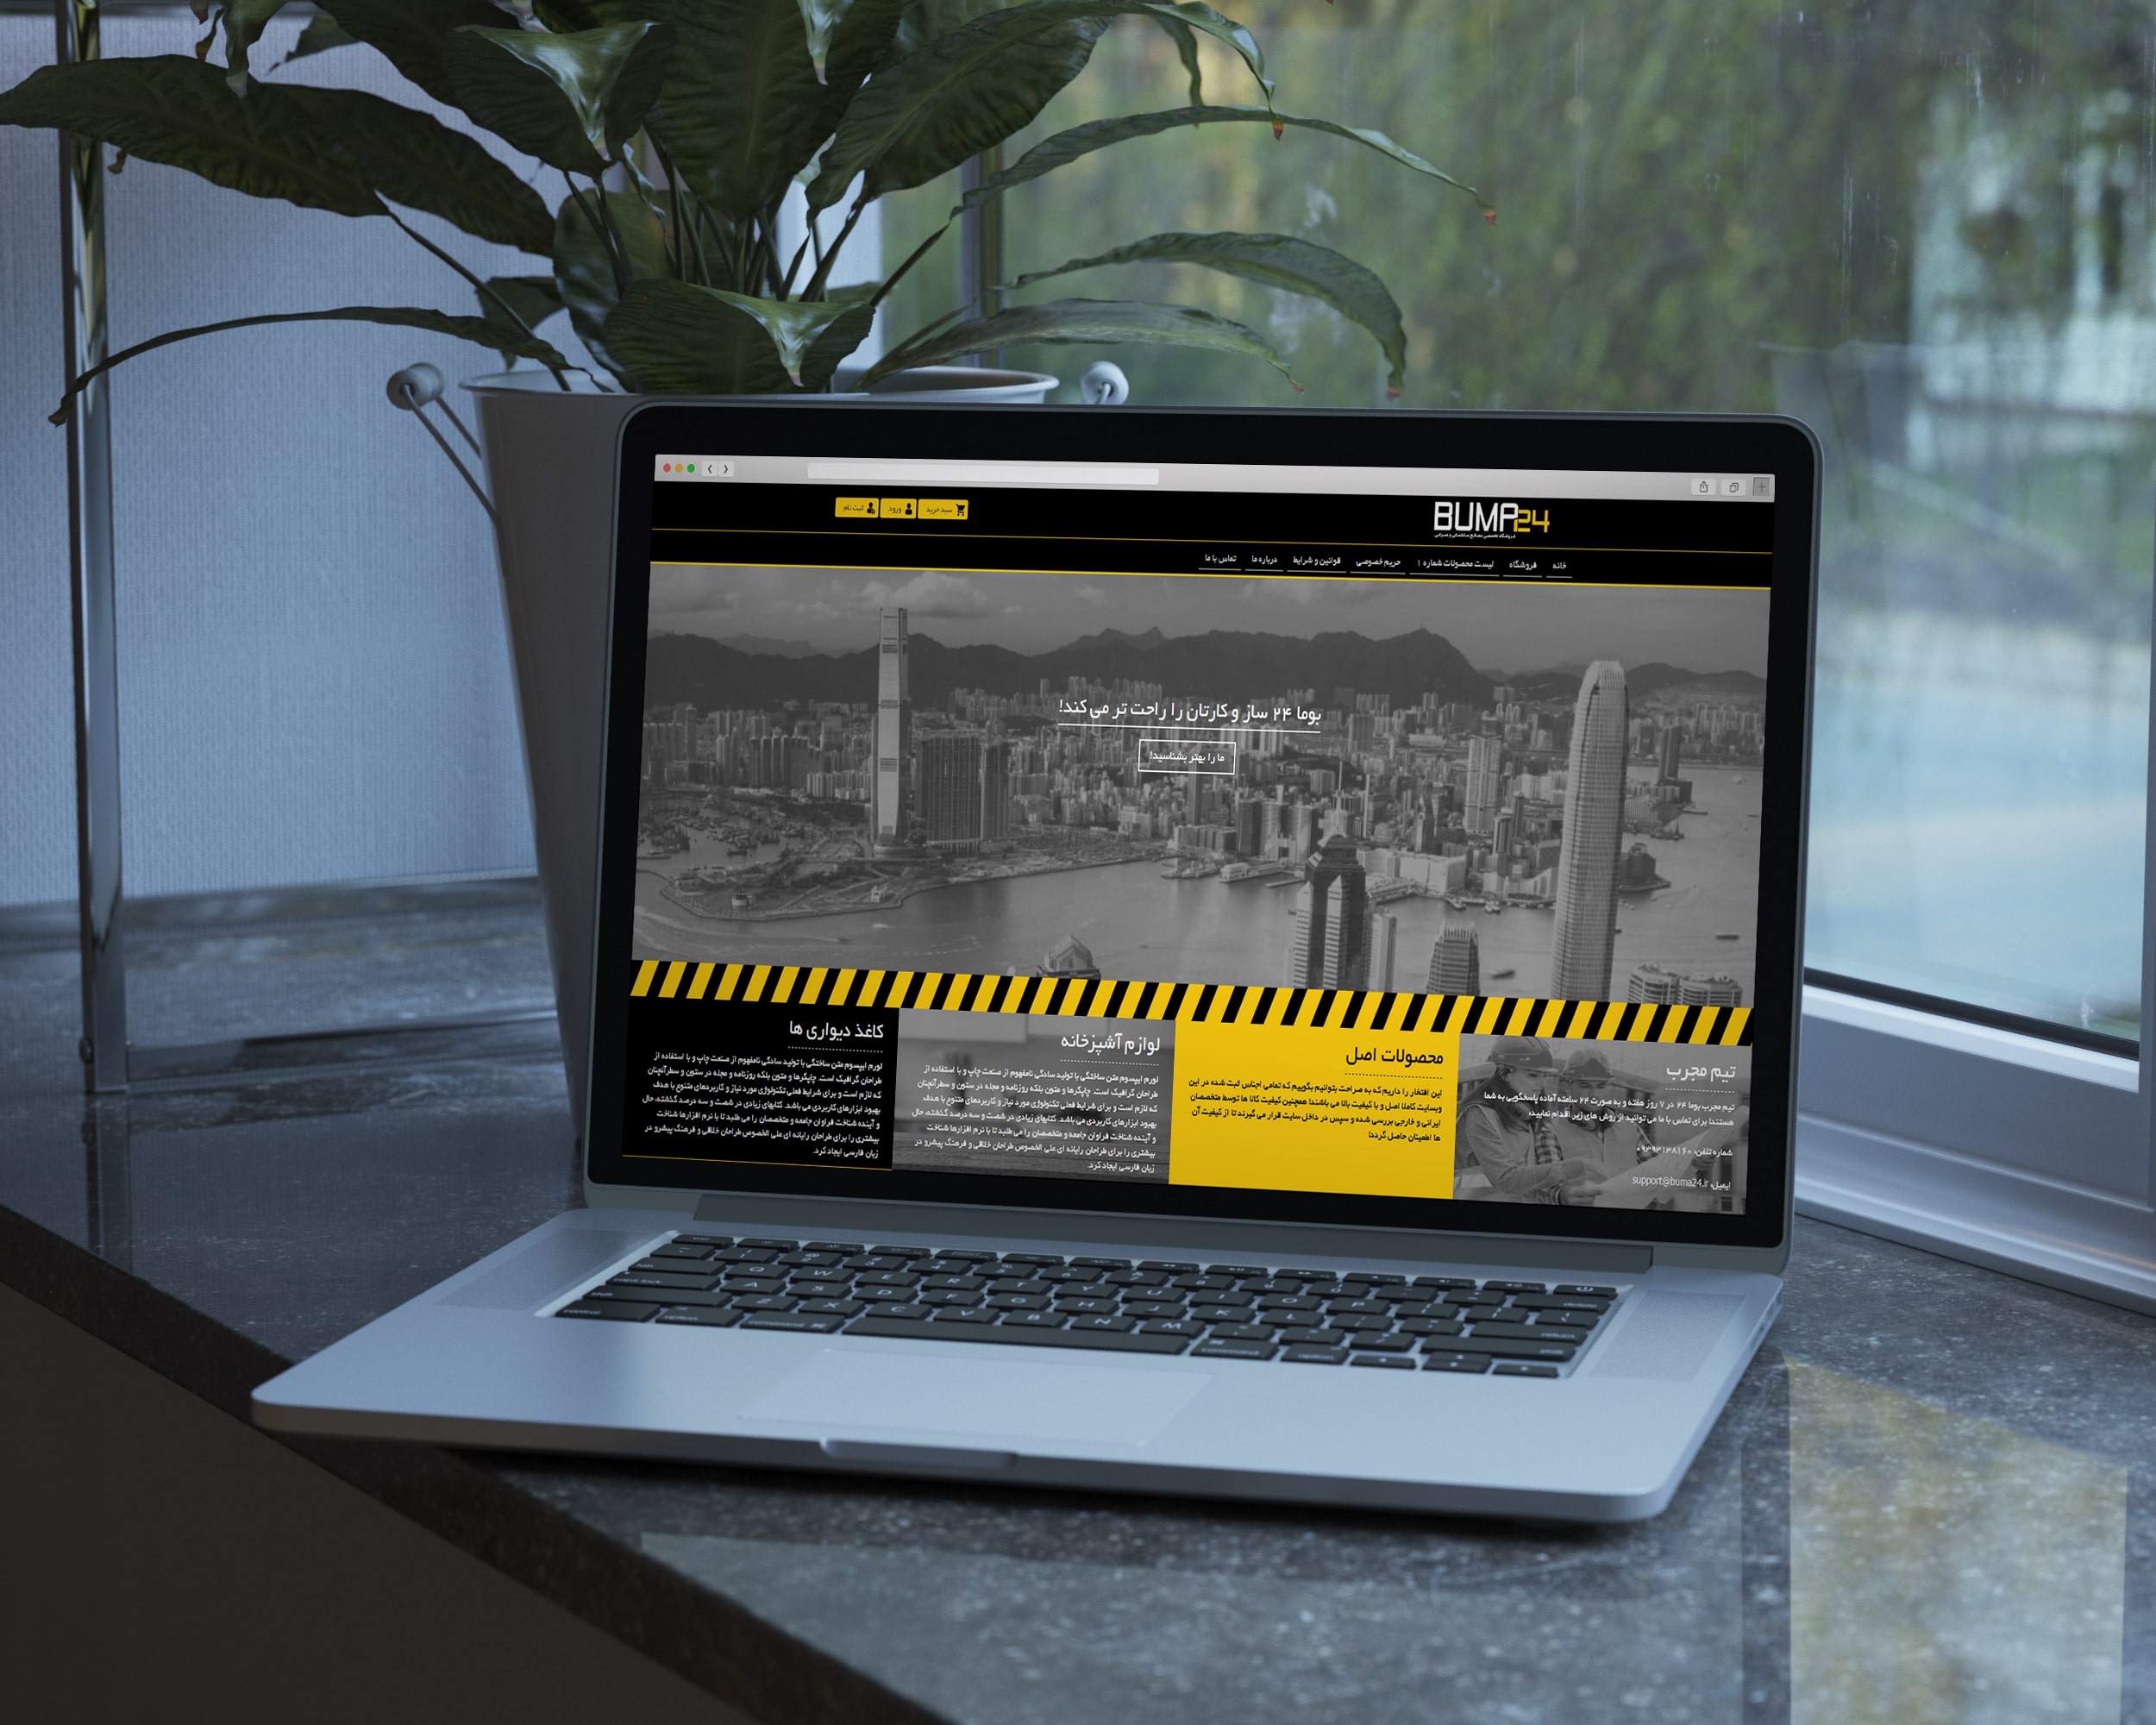 BUMA24
فروشگاه تخصصی مصالح ساختمانی و عمرانی
سبد خرید
ورود
ثبت نام
خانه
فروشگاه
لیست محصولات شماره ۱
حریم خصوصی
قوانین و شرایط
درباره ما
تماس با ما
بوما ۲۴ ساز و کارتان را راحت تر می کند!
ما را بهتر بشناسید!
تیم مجرب
تیم مجرب بوما ۲۴ در ۷ روز هفته و به صورت ۲۴ ساعته آماده پاسخگویی به شما
هستند! برای تماس با ما می توانید از روش های زیر اقدام نمایید:
شماره تلفن: ۰۹۳۹۳۱۳۸۱۶۰
ایمیل: support@buma24.ir
محصولات اصل
این افتخار را داریم که به صراحت بتوانیم بگوییم که تمامی اجناس ثبت شده در این
وبسایت کاملا اصل و با کیفیت بالا می باشند! همچنین کیفیت کالا ها توسط متخصصان
ایرانی و خارجی بررسی شده و سپس در داخل سایت قرار می گیرند تا از کیفیت آن
ها اطمینان حاصل گردد!
لوازم آشپزخانه
لورم ایپسوم متن ساختگی با تولید سادگی نامفهوم از صنعت چاپ و با استفاده از
طراحان گرافیک است. چاپگرها و متون بلکه روزنامه و مجله در ستون و سطرآنچنان
که لازم است و برای شرایط فعلی تکنولوژی مورد نیاز و کاربردهای متنوع با هدف
بهبود ابزارهای کاربردی می باشد. کتابهای زیادی در شصت و سه درصد گذشته، حال
و آینده شناخت فراوان جامعه و متخصصان را می طلبد تا با نرم افزارها شناخت
بیشتری را برای طراحان رایانه ای علی الخصوص طراحان خلاقی و فرهنگ پیشرو در
زبان فارسی ایجاد کرد.
کاغذ دیواری ها
لورم ایپسوم متن ساختگی با تولید سادگی نامفهوم از صنعت چاپ و با استفاده از
طراحان گرافیک است. چاپگرها و متون بلکه روزنامه و مجله در ستون و سطرآنچنان
که لازم است و برای شرایط فعلی تکنولوژی مورد نیاز و کاربردهای متنوع با هدف
بهبود ابزارهای کاربردی می باشد. کتابهای زیادی در شصت و سه درصد گذشته، حال
و آینده شناخت فراوان جامعه و متخصصان را می طلبد تا با نرم افزارها شناخت
بیشتری را برای طراحان رایانه ای علی الخصوص طراحان خلاقی و فرهنگ پیشرو در
زبان فارسی ایجاد کرد.
Q W E R T Y U I O P
caps lock A S D F G H J K L
Z X C V B N M
control option command command option